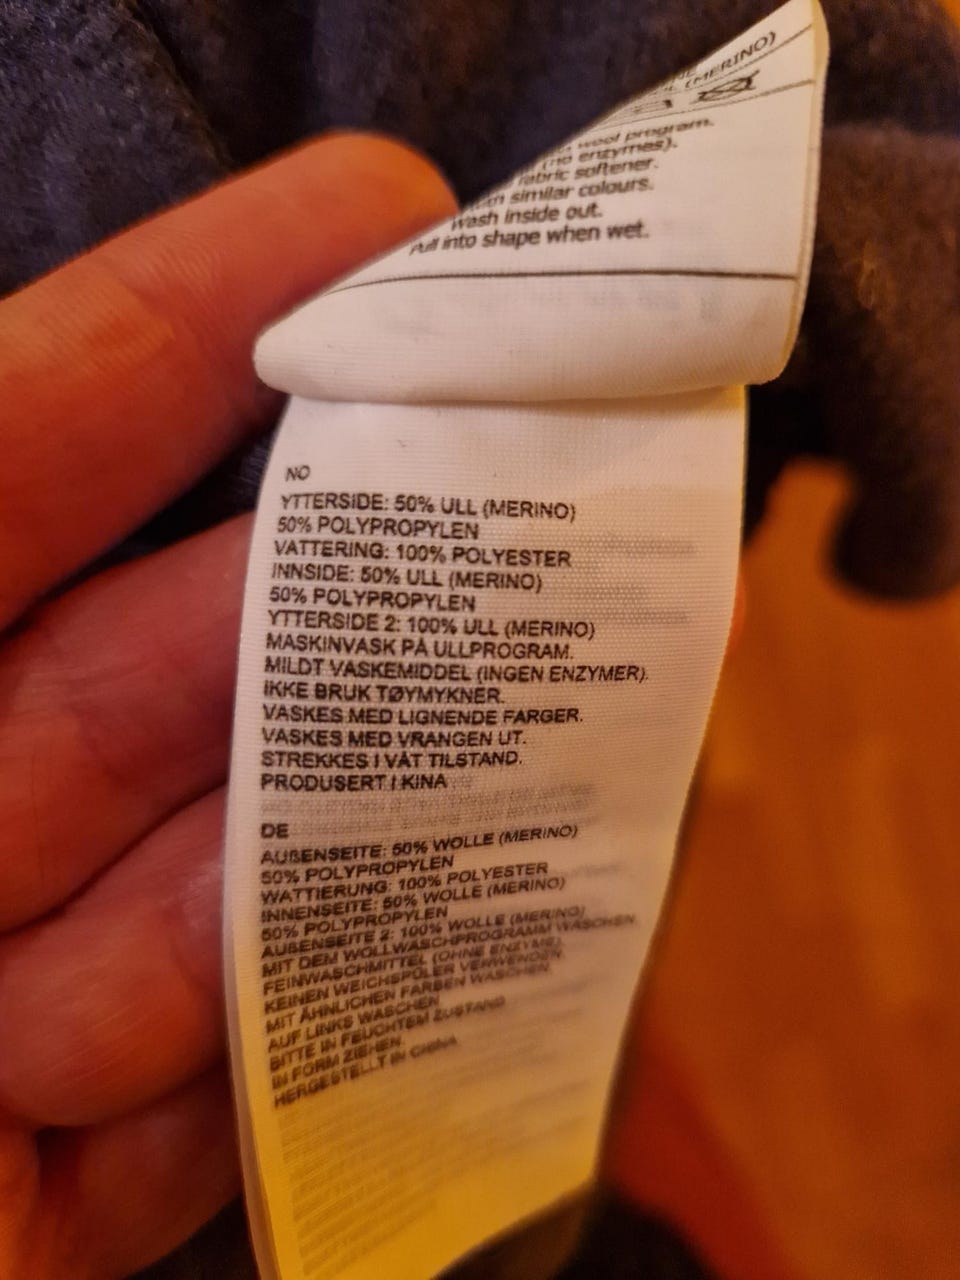 (MERINO)
wool program.
(no enzymes).
fabric softener.
similar colours.
Wash inside out.
Pull into shape when wet.
NO
YTTERSIDE: 50% ULL (MERINO)
50% POLYPROPYLEN
VATTERING: 100% POLYESTER
INNSIDE: 50% ULL (MERINO)
50% POLYPROPYLEN
YTTERSIDE 2: 100% ULL (MERINO)
MASKINVASK PÅ ULLPROGRAM.
MILDT VASKEMIDDEL (INGEN ENZYMER).
IKKE BRUK TØYMYKNER.
VASKES MED LIGNENDE FARGER.
VASKES MED VRANGEN UT.
STREKKES I VÅT TILSTAND.
PRODUSERT I KINA
DE
AUßENSEITE: 50% WOLLE (MERINO)
50% POLYPROPYLEN
WATTIERUNG: 100% POLYESTER
INNENSEITE: 50% WOLLE (MERINO)
50% POLYPROPYLEN
AUßENSEITE 2: 100% WOLLE (MERINO)
MIT DEM WOLLWASCHPROGRAMM WASCHEN.
FEINWASCHMITTEL (OHNE ENZYME).
KEINEN WEICHSPÜLER VERWENDEN.
MIT ÄHNLICHEN FARBEN WASCHEN.
AUF LINKS WASCHEN
BITTE IN FEUCHTEM ZUSTAND
IN FORM ZIEHEN.
HERGESTELLT IN CHINA